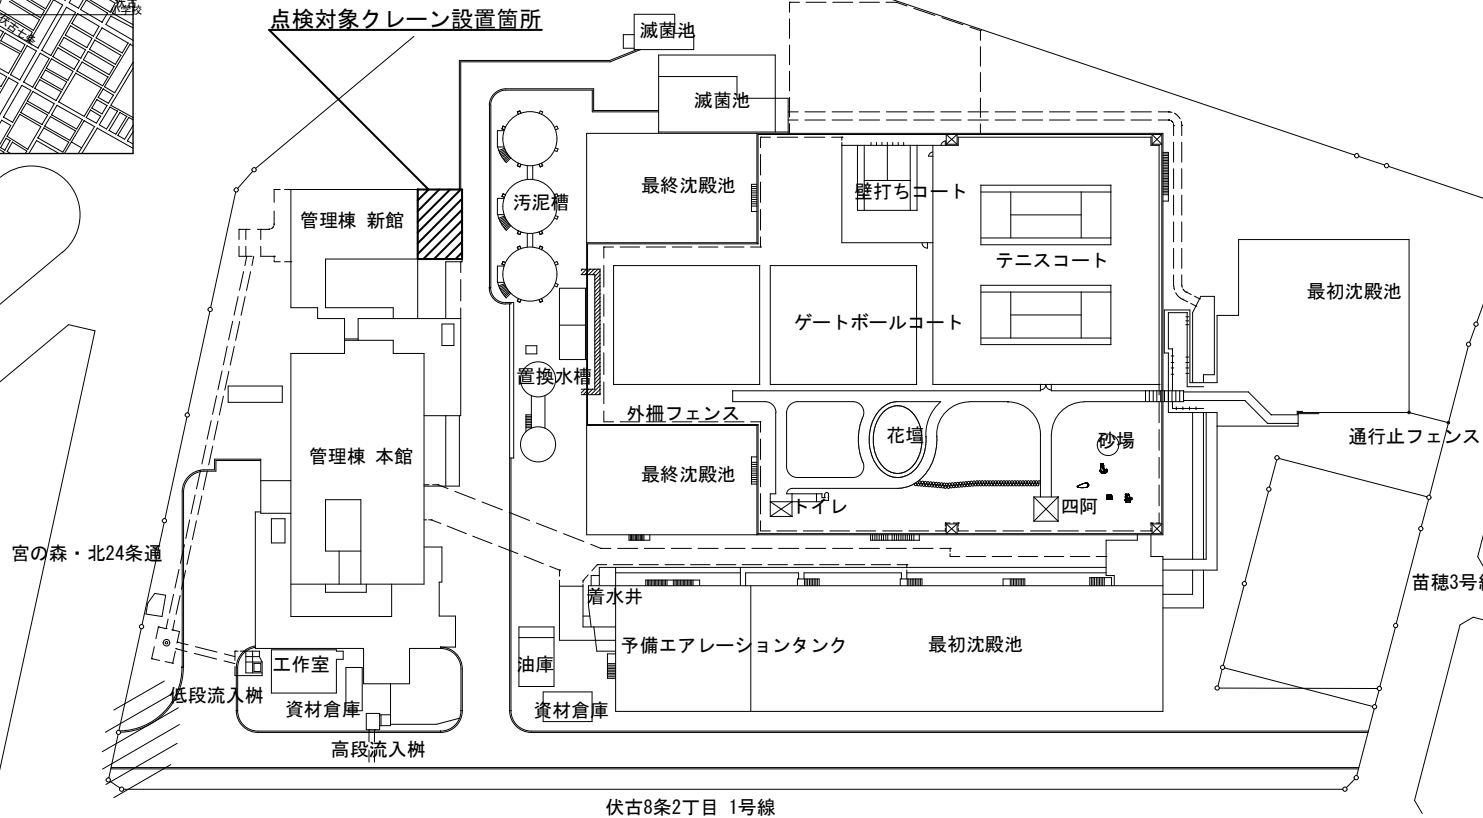 伏古十条
点検対象クレーン設置箇所
滅菌池
滅菌池
最終沈殿池
壁打ちコート
汚泥槽
管理棟 新館
テニスコート
最初沈殿池
ゲートボールコート
置換水槽
外柵フェンス
花壇
砂場
通行止フェンス
管理棟 本館
最終沈殿池
トイレ
四阿
宮の森・北24条通
苗穂3号線
着水井
予備エアレーションタンク
最初沈殿池
油庫
工作室
低段流入桝
資材倉庫
資材倉庫
高段流入桝
伏古8条2丁目 1号線